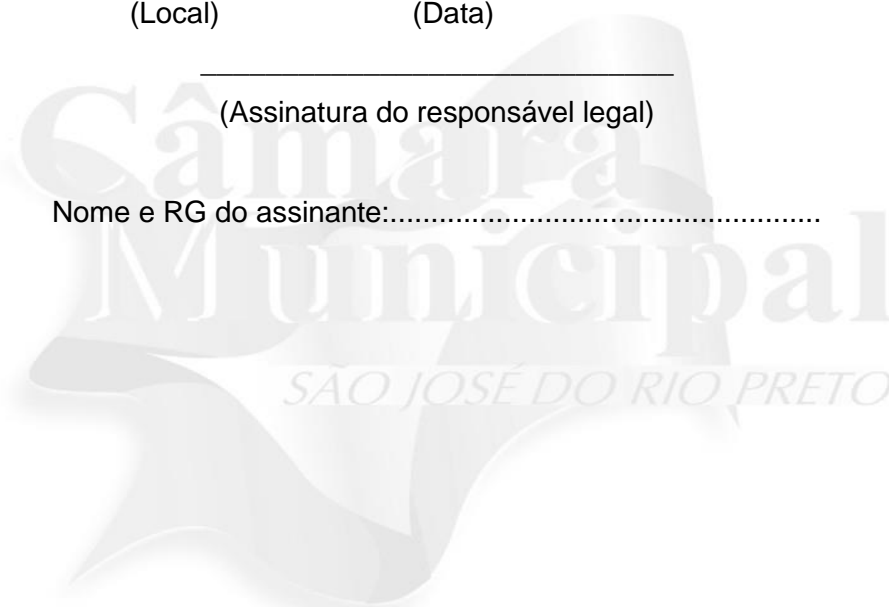 (Local) (Data)
_______________________________
(Assinatura do responsável legal)
Nome e RG do assinante:.....................................................
Câmara
Municipal
SÃO JOSÉ DO RIO PRETO